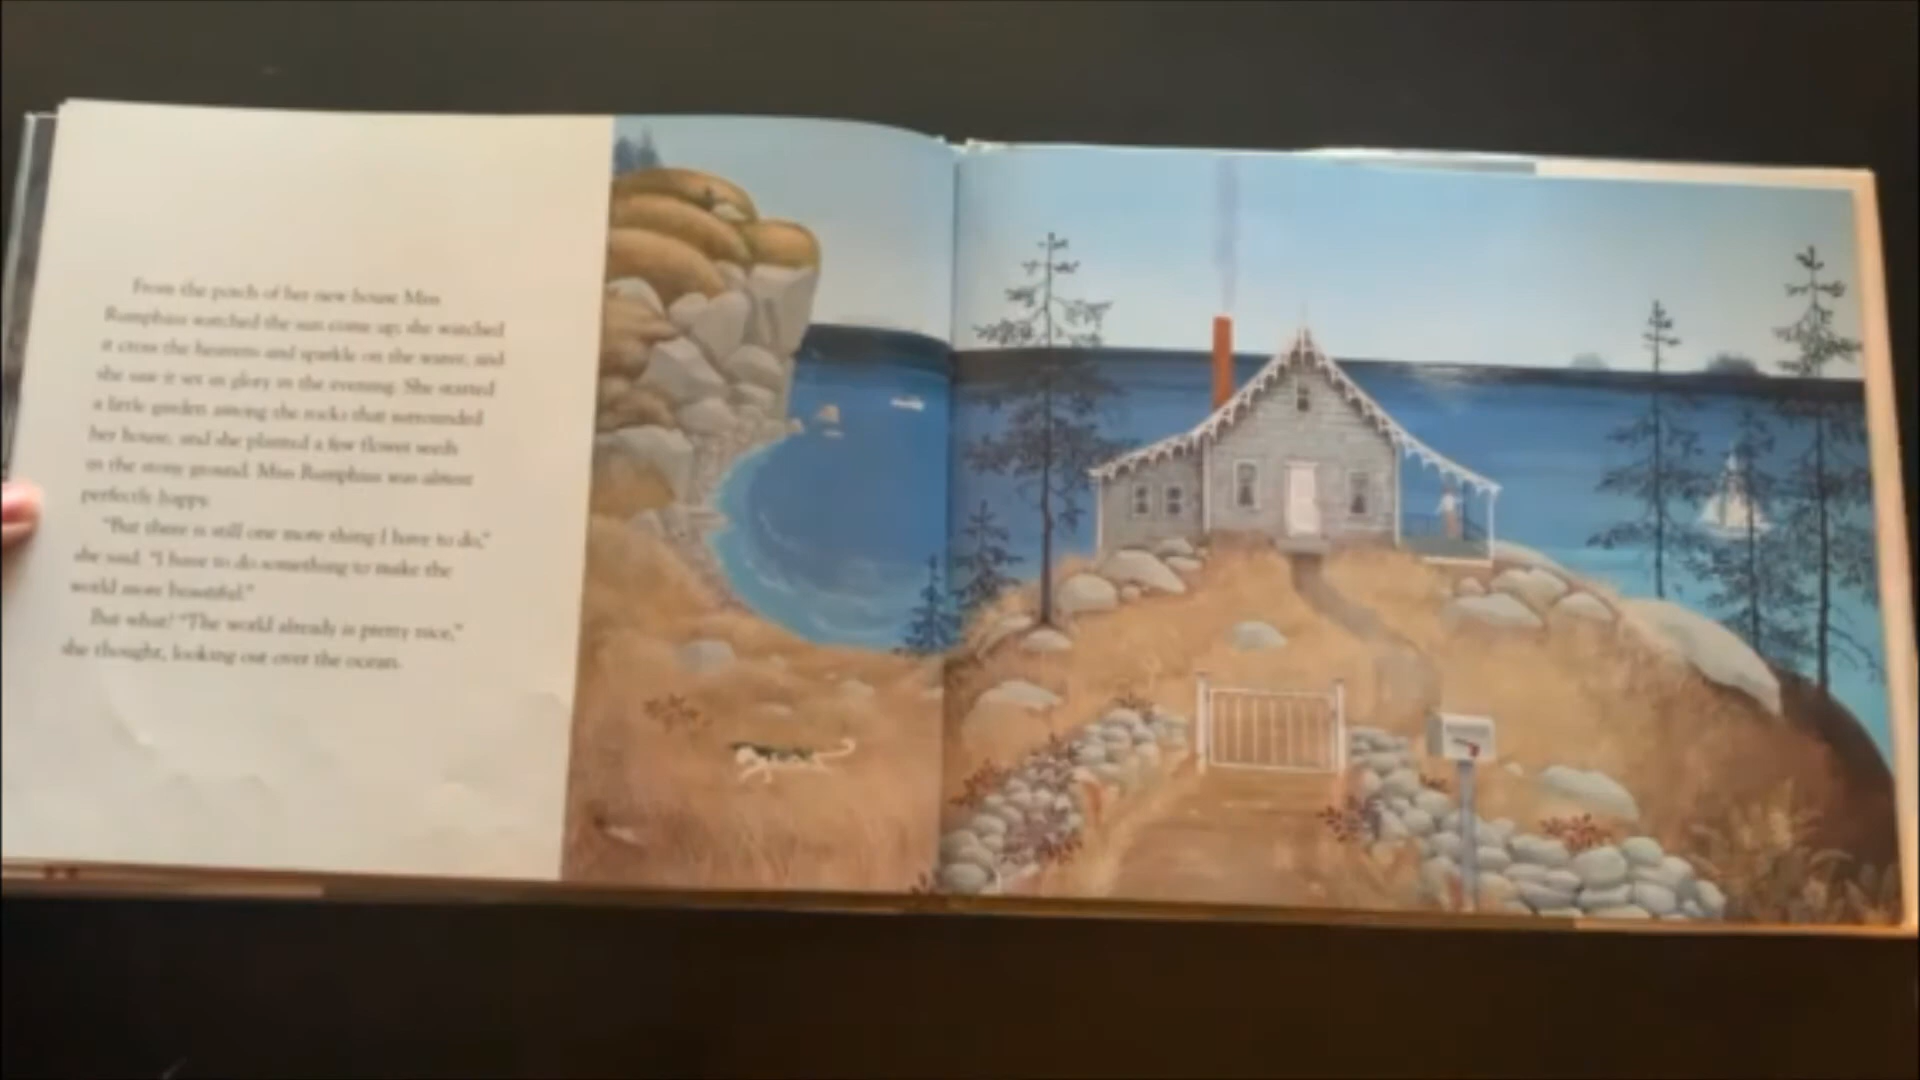 From the porch of her new house Miss
Rumphius watched the sun come up; she watched
it cross the heavens and sparkle on the water; and
she saw it set in glory in the evening. She started
a little garden among the rocks that surrounded
her house, and she planted a few flower seeds
in the stony ground. Miss Rumphius was almost
perfectly happy.
"But there is still one more thing I have to do,"
she said. "I have to do something to make the
world more beautiful."
But what? "The world already is pretty nice,"
she thought, looking out over the ocean.